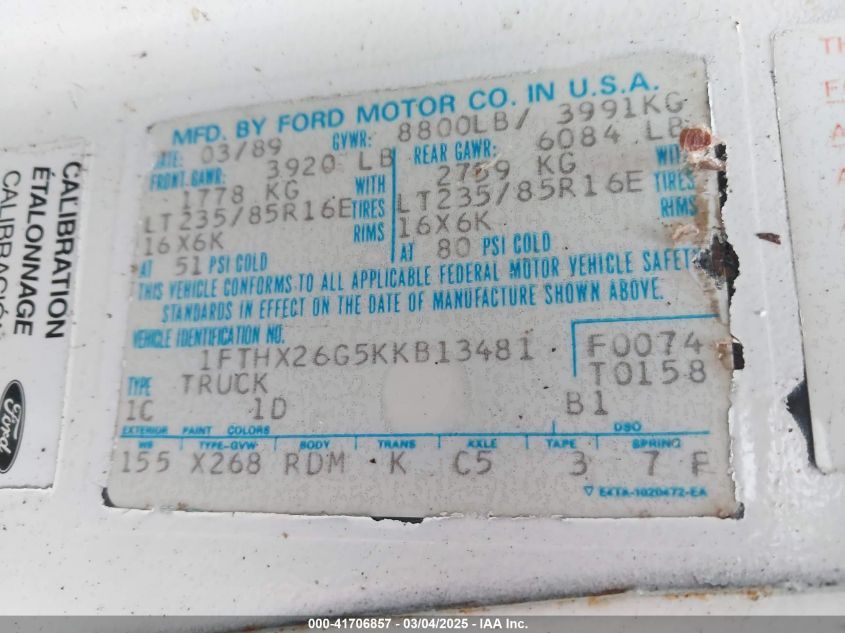 MFD. BY FORD MOTOR CO. IN U.S.A.
DATE: 03/89 GVWR: 8800LB/ 3991KG
FRONT GAWR: 3920 LB REAR GAWR: 6084 LB
1778 KG WITH 2759 KG WITH
LT235/85R16E TIRES LT235/85R16E TIRES
16X6K RIMS 16X6K RIMS
AT 51 PSI COLD AT 80 PSI COLD
THIS VEHICLE CONFORMS TO ALL APPLICABLE FEDERAL MOTOR VEHICLE SAFETY
STANDARDS IN EFFECT ON THE DATE OF MANUFACTURE SHOWN ABOVE.
VEHICLE IDENTIFICATION NO.
1FTHX26G5KKB13481 F0074
TYPE TRUCK T0158
1C 1D B1
EXTERIOR PAINT COLORS DSO
WB TYPE-GVW BODY TRANS AXLE TAPE SPRING
155 X268 RDM K C5 3 7 F
E4TA-1020472-EA
CALIBRATION
ÉTALONNAGE
CALIBRACIÓN
Ford
TH
000-41706857 - 03/04/2025 - IAA Inc.